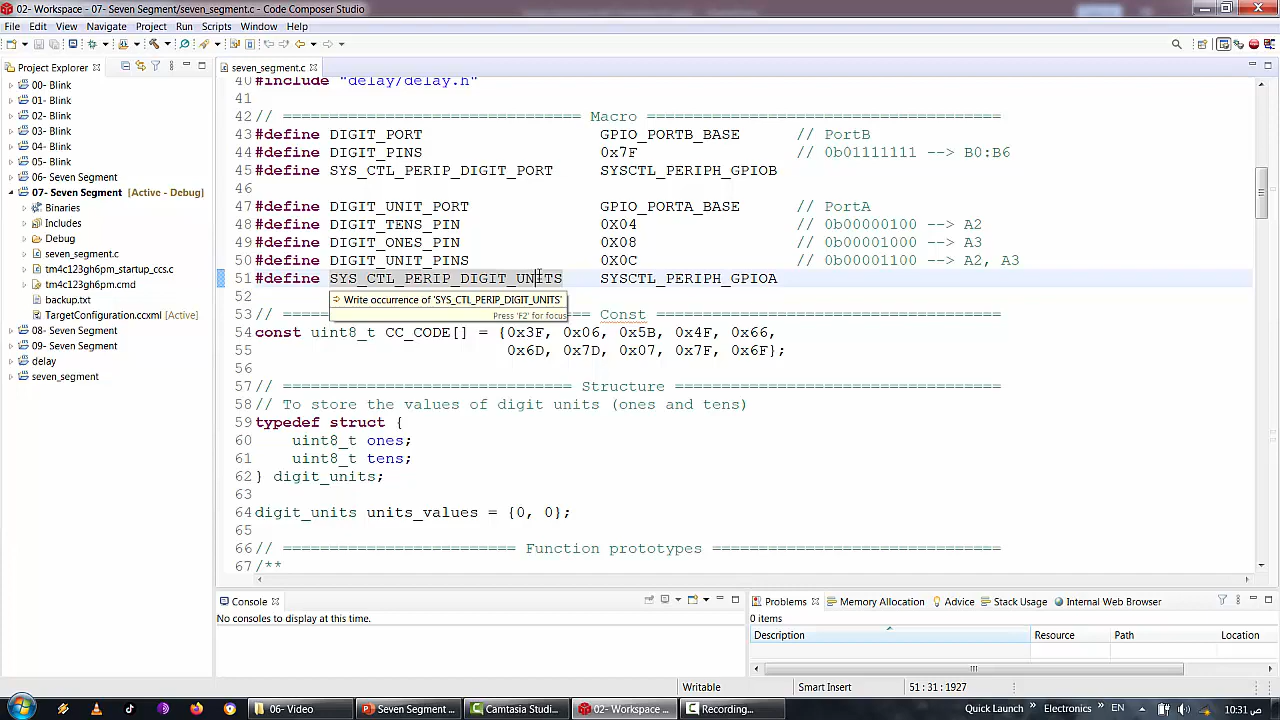 02- Workspace - 07- Seven Segment/seven_segment.c - Code Composer Studio
File Edit View Navigate Project Run Scripts Window Help
Project Explorer
00- Blink
01- Blink
02- Blink
03- Blink
04- Blink
05- Blink
06- Seven Segment
07- Seven Segment [Active - Debug]
Binaries
Includes
Debug
seven_segment.c
tm4c123gh6pm_startup_ccs.c
tm4c123gh6pm.cmd
backup.txt
TargetConfiguration.ccxml [Active]
08- Seven Segment
09- Seven Segment
delay
seven_segment
seven_segment.c
40 #include "delay/delay.h"
41
42 // ================================ Macro ======================================
43 #define DIGIT_PORT GPIO_PORTB_BASE // PortB
44 #define DIGIT_PINS 0x7F // 0b01111111 --> B0:B6
45 #define SYS_CTL_PERIP_DIGIT_PORT SYSCTL_PERIPH_GPIOB
46
47 #define DIGIT_UNIT_PORT GPIO_PORTA_BASE // PortA
48 #define DIGIT_TENS_PIN 0x04 // 0b00000100 --> A2
49 #define DIGIT_ONES_PIN 0x08 // 0b00001000 --> A3
50 #define DIGIT_UNIT_PINS 0x0C // 0b00001100 --> A2, A3
51 #define SYS_CTL_PERIP_DIGIT_UNITS SYSCTL_PERIPH_GPIOA
52
Write occurrence of 'SYS_CTL_PERIP_DIGIT_UNITS'
Press 'F2' for focus
53 // ======= Const ======================================
54 const uint8_t CC_CODE[] = {0x3F, 0x06, 0x5B, 0x4F, 0x66,
55 0x6D, 0x7D, 0x07, 0x7F, 0x6F};
56
57 // =============================== Structure ===================================
58 // To store the values of digit units (ones and tens)
59 typedef struct {
60 uint8_t ones;
61 uint8_t tens;
62 } digit_units;
63
64 digit_units units_values = {0, 0};
65
66 // ========================= Function prototypes ================================
67 /**
Console
No consoles to display at this time.
Problems Memory Allocation Advice Stack Usage Internal Web Browser
0 items
Description Resource Path Location
Writable Smart Insert 51 : 31 : 1927
06- Video Seven Segment ... Camtasia Studi... 02- Workspace ... Recording... Quick Launch » Electronics » EN 10:31 ص